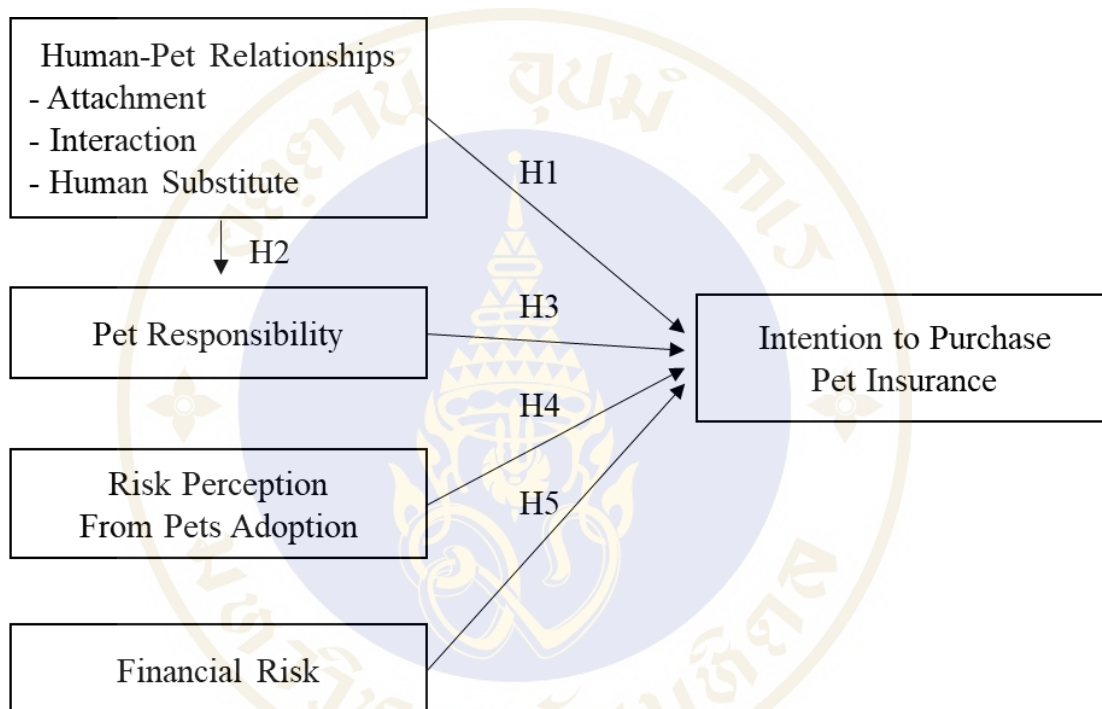 Human-Pet Relationships
- Attachment
- Interaction
- Human Substitute
H1
H2
Pet Responsibility
H3
Intention to Purchase
Pet Insurance
H4
Risk Perception
From Pets Adoption
H5
Financial Risk